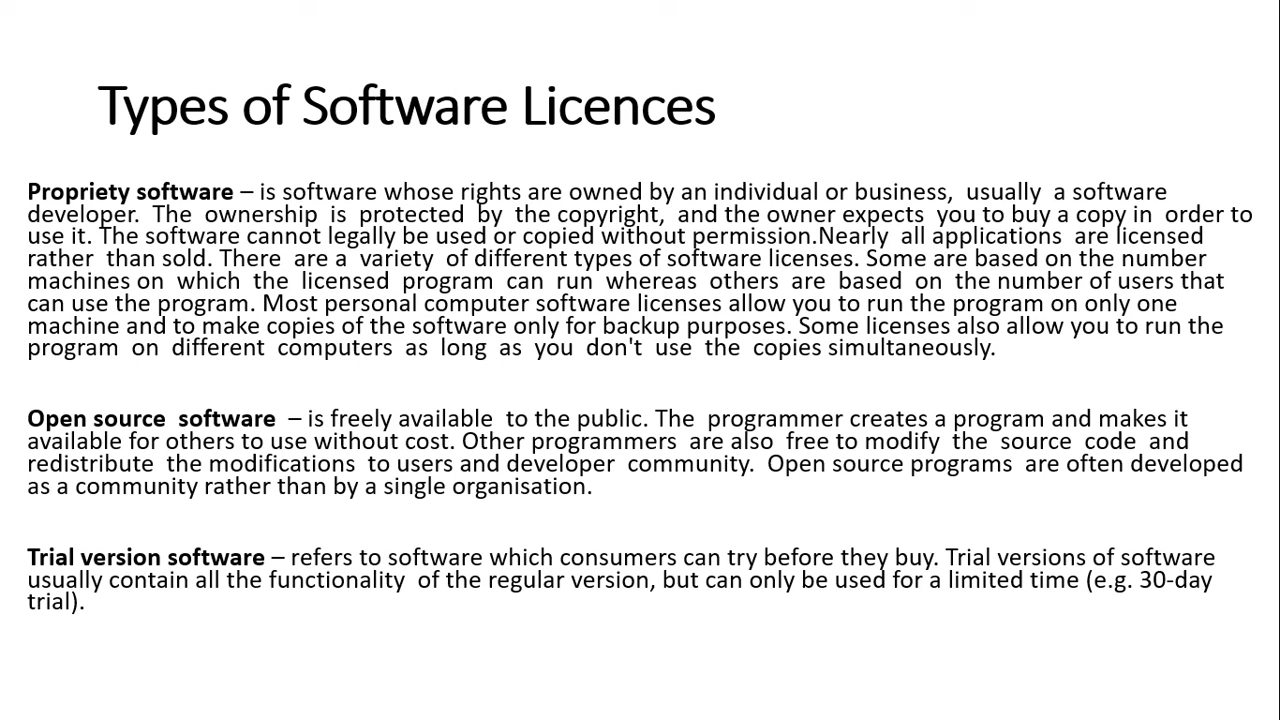 Types of Software Licences
Propriety software – is software whose rights are owned by an individual or business, usually a software
developer. The ownership is protected by the copyright, and the owner expects you to buy a copy in order to
use it. The software cannot legally be used or copied without permission.Nearly all applications are licensed
rather than sold. There are a variety of different types of software licenses. Some are based on the number
machines on which the licensed program can run whereas others are based on the number of users that
can use the program. Most personal computer software licenses allow you to run the program on only one
machine and to make copies of the software only for backup purposes. Some licenses also allow you to run the
program on different computers as long as you don't use the copies simultaneously.
Open source software – is freely available to the public. The programmer creates a program and makes it
available for others to use without cost. Other programmers are also free to modify the source code and
redistribute the modifications to users and developer community. Open source programs are often developed
as a community rather than by a single organisation.
Trial version software – refers to software which consumers can try before they buy. Trial versions of software
usually contain all the functionality of the regular version, but can only be used for a limited time (e.g. 30-day
trial).